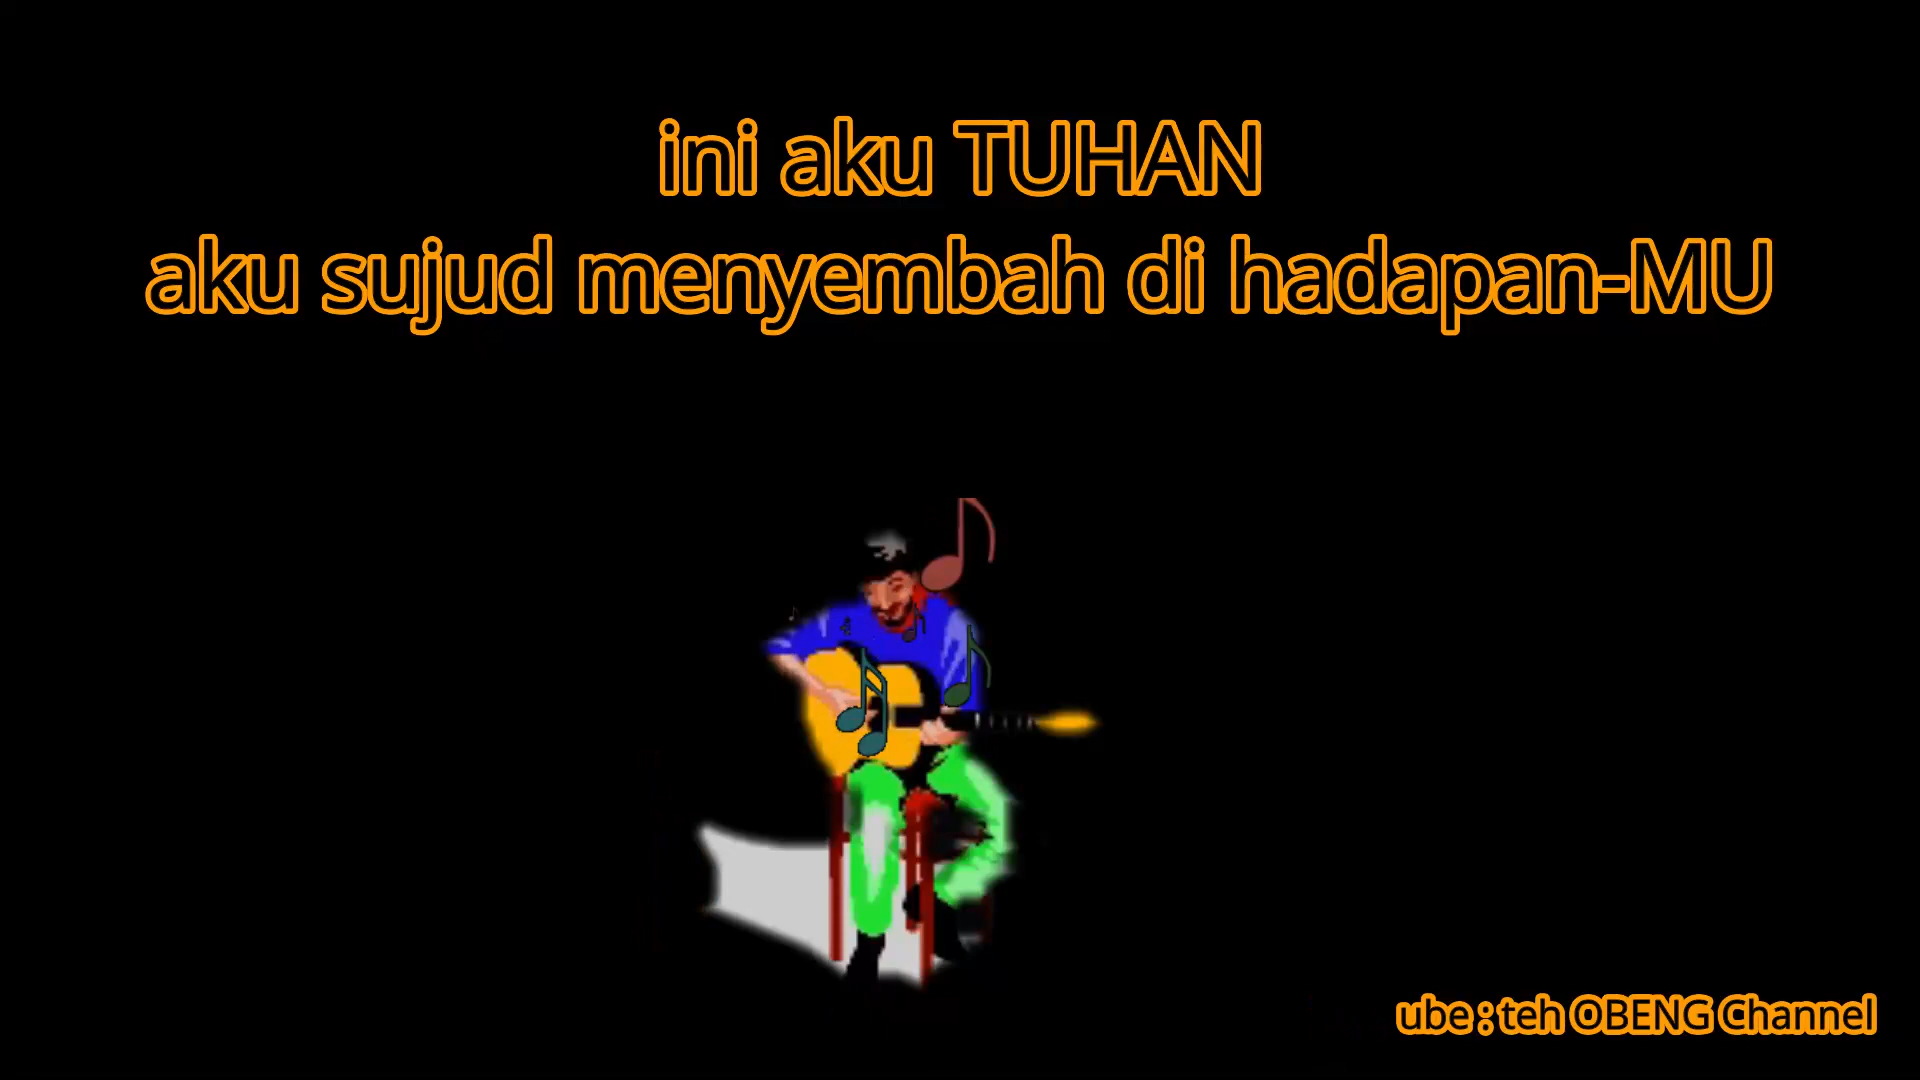 ini aku TUHAN
aku sujud menyembah di hadapan-MU
ube : teh OBENG Channel